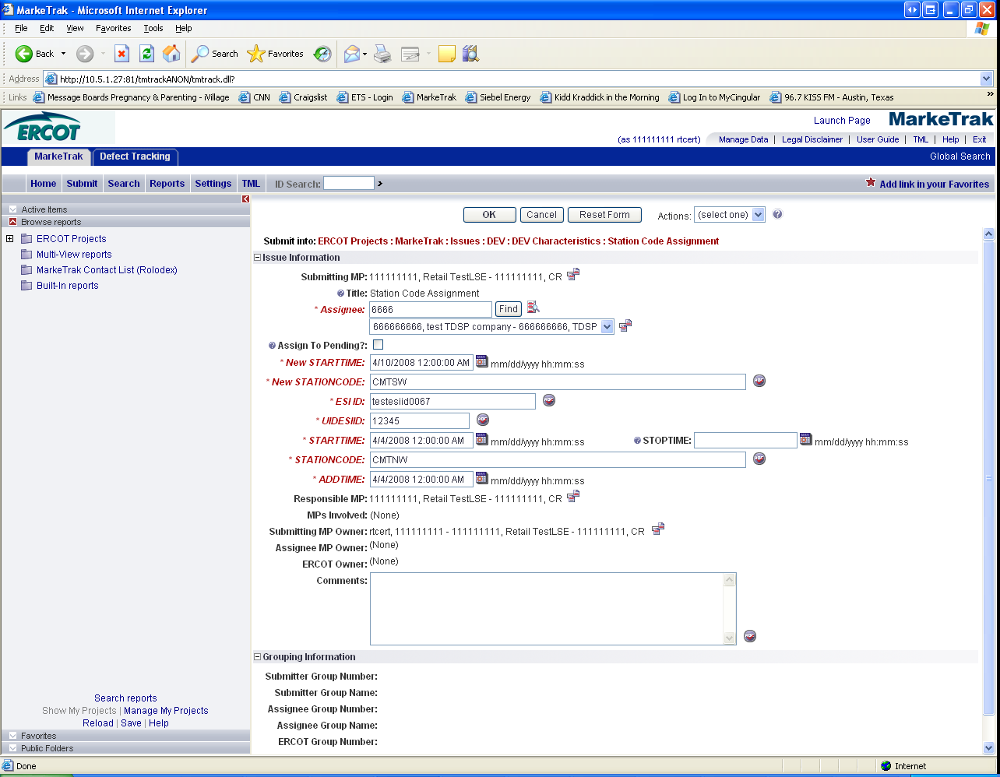 MarkeTrak - Microsoft Internet Explorer
File Edit View Favorites Tools Help
Back Search Favorites
Address http://10.5.1.27:81/tmtrackANON/tmtrack.dll?
Links Message Boards Pregnancy & Parenting - iVillage CNN Craigslist ETS - Login MarkeTrak Siebel Energy Kidd Kraddick in the Morning Log In to MyCingular 96.7 KISS FM - Austin, Texas »
ERCOT Launch Page MarkeTrak
(as 111111111 rtcert) Manage Data | Legal Disclaimer | User Guide | TML | Help | Exit
MarkeTrak Defect Tracking Global Search
Home Submit Search Reports Settings TML ID Search: Add link in your Favorites
Active Items
Browse reports
ERCOT Projects
Multi-View reports
MarkeTrak Contact List (Rolodex)
Built-In reports
Search reports
Show My Projects | Manage My Projects
Reload | Save | Help
Favorites
Public Folders
OK Cancel Reset Form Actions: (select one)
Submit into: ERCOT Projects : MarkeTrak : Issues : DEV : DEV Characteristics : Station Code Assignment
Issue Information
Submitting MP: 111111111, Retail TestLSE - 111111111, CR
Title: Station Code Assignment
* Assignee: 6666 Find
666666666, test TDSP company - 666666666, TDSP
Assign To Pending?:
* New STARTTIME: 4/10/2008 12:00:00 AM mm/dd/yyyy hh:mm:ss
* New STATIONCODE: CMTSW ABC
* ESI ID: testesiid0067 ABC
* UIDESIID: 12345 ABC
* STARTTIME: 4/4/2008 12:00:00 AM mm/dd/yyyy hh:mm:ss STOPTIME: mm/dd/yyyy hh:mm:ss
* STATIONCODE: CMTNW ABC
* ADDTIME: 4/4/2008 12:00:00 AM mm/dd/yyyy hh:mm:ss
Responsible MP: 111111111, Retail TestLSE - 111111111, CR
MPs Involved: (None)
Submitting MP Owner: rtcert, 111111111 - 111111111, Retail TestLSE - 111111111, CR
Assignee MP Owner: (None)
ERCOT Owner: (None)
Comments: ABC
Grouping Information
Submitter Group Number:
Submitter Group Name:
Assignee Group Number:
Assignee Group Name:
ERCOT Group Number:
Done Internet